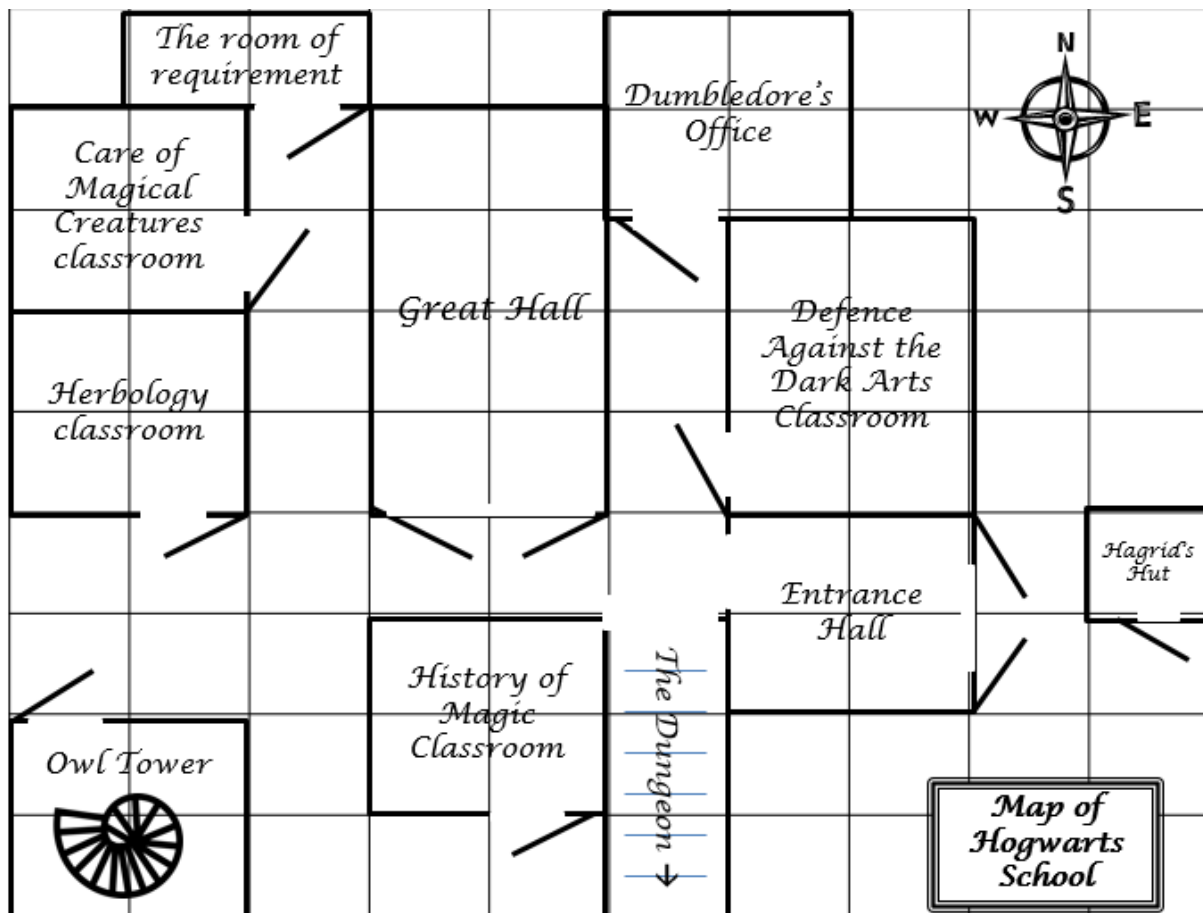 The room of
requirement
Dumbledore's
Office
N
W
E
S
Care of
Magical
Creatures
classroom
Great Hall
Defence
Against the
Dark Arts
Classroom
Herbology
classroom
Hagrid's
Hut
Entrance
Hall
History of
Magic
Classroom
The Dungeon →
Owl Tower
Map of
Hogwarts
School